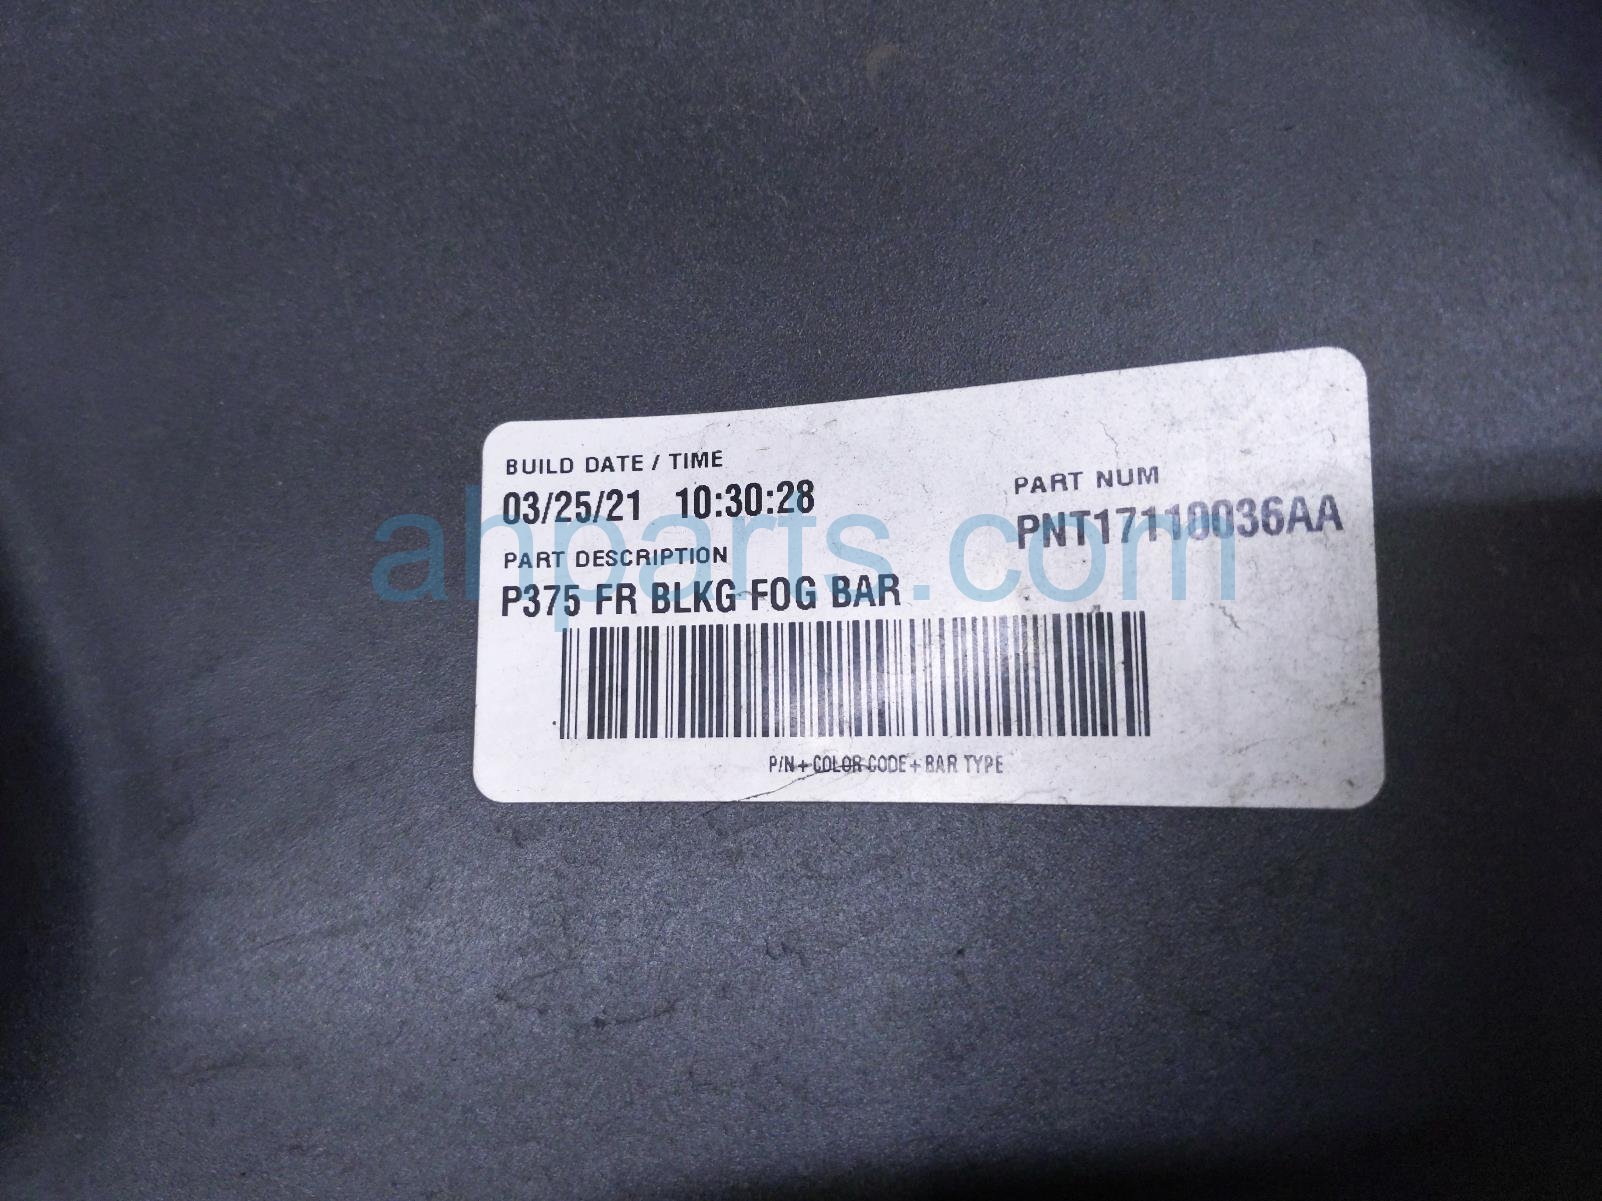 BUILD DATE / TIME
03/25/21 10:30:28
PART NUM
PNT17110036AA
PART DESCRIPTION
P375 FR BLKG FOG BAR
P/N + COLOR CODE + BAR TYPE
ahparts.com